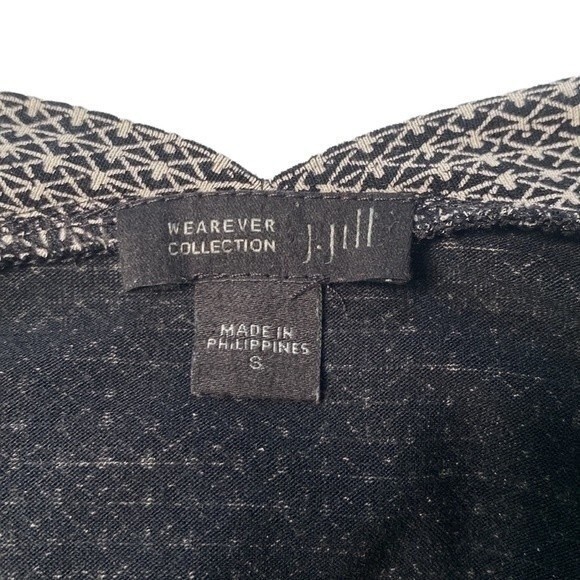 WEAREVER
COLLECTION
J.Jill
MADE IN
PHILIPPINES
S